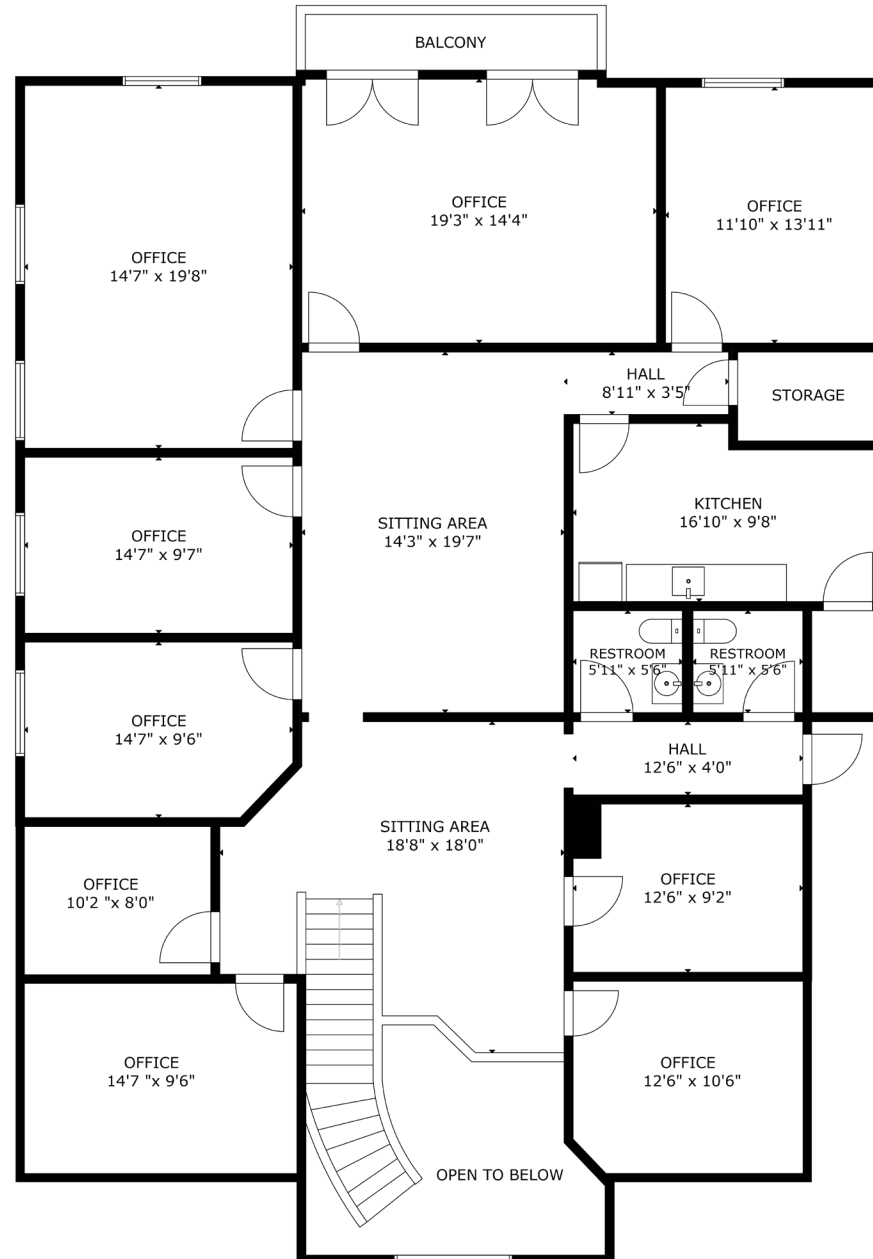 BALCONY
OFFICE
19'3" x 14'4"
OFFICE
11'10" x 13'11"
OFFICE
14'7" x 19'8"
HALL
8'11" x 3'5"
STORAGE
SITTING AREA
14'3" x 19'7"
KITCHEN
16'10" x 9'8"
OFFICE
14'7" x 9'7"
RESTROOM
5'11" x 5'6"
RESTROOM
5'11" x 5'6"
OFFICE
14'7" x 9'6"
HALL
12'6" x 4'0"
SITTING AREA
18'8" x 18'0"
OFFICE
10'2 "x 8'0"
OFFICE
12'6" x 9'2"
OFFICE
14'7 "x 9'6"
OFFICE
12'6" x 10'6"
OPEN TO BELOW